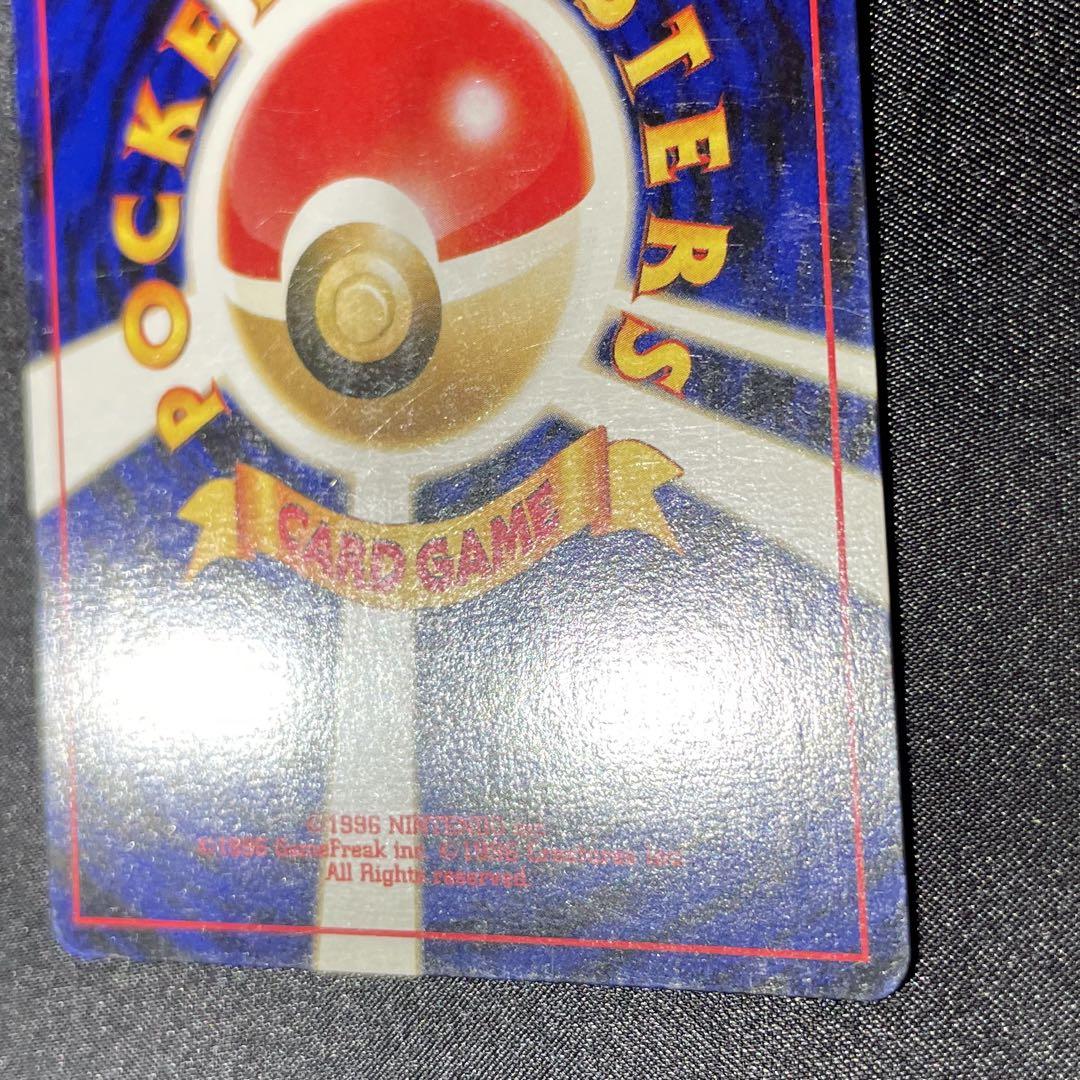 POCKE
STERS
CARD GAME
©1996 NINTENDO
©1996 GameFreak inc. ©1996 Creatures inc.
All Rights reserved.